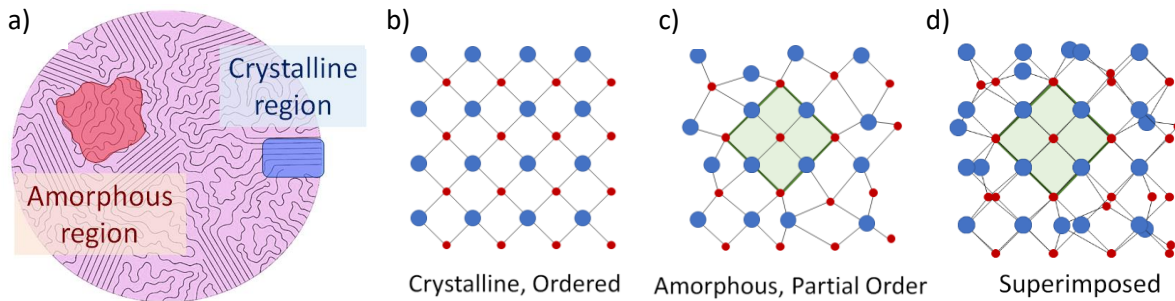 a)
Crystalline
region
Amorphous
region
b)
Crystalline, Ordered
c)
Amorphous, Partial Order
d)
Superimposed